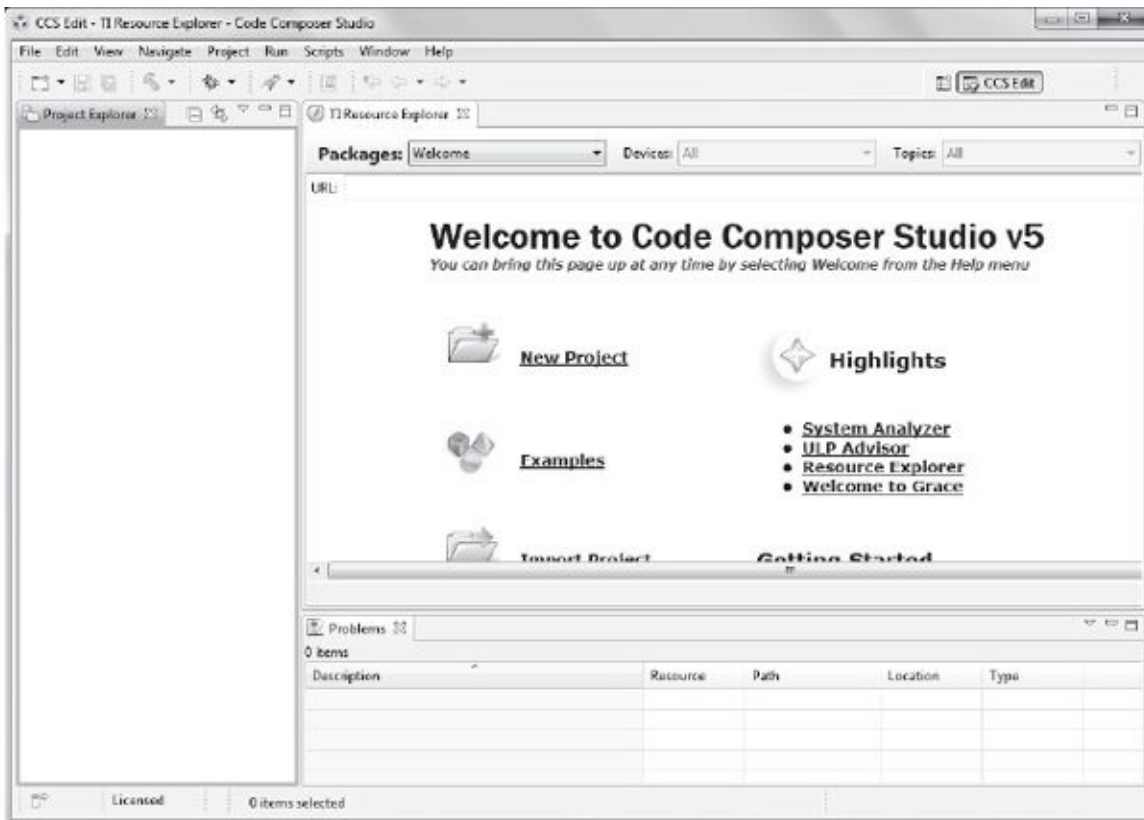 CCS Edit - TI Resource Explorer - Code Composer Studio
File Edit View Navigate Project Run Scripts Window Help
CCS Edit
Project Explorer
TI Resource Explorer
Packages: Welcome Devices: All Topics: All
URL:
Welcome to Code Composer Studio v5
You can bring this page up at any time by selecting Welcome from the Help menu
New Project
Highlights
Examples
System Analyzer
ULP Advisor
Resource Explorer
Welcome to Grace
Import Project
Getting Started
Problems
0 items
Description Resource Path Location Type
Licensed 0 items selected